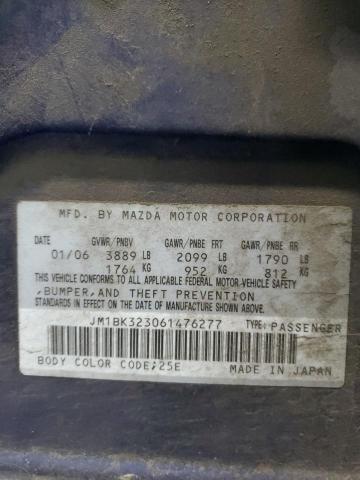 MFD. BY MAZDA MOTOR CORPORATION
DATE GVWR/PNBV GAWR/PNBE FRT GAWR/PNBE RR
01/06 3889 LB 2099 LB 1790 LB
1764 KG 952 KG 812 KG
THIS VEHICLE CONFORMS TO ALL APPLICABLE FEDERAL MOTOR-VEHICLE SAFETY
,BUMPER,AND THEFT PREVENTION
STANDARDS IN EFFECT ON THE DATE OF MANUFACTURE SHOWN ABOVE.
JM1BK323061476277 TYPE: PASSENGER
BODY COLOR CODE;25E MADE IN JAPAN